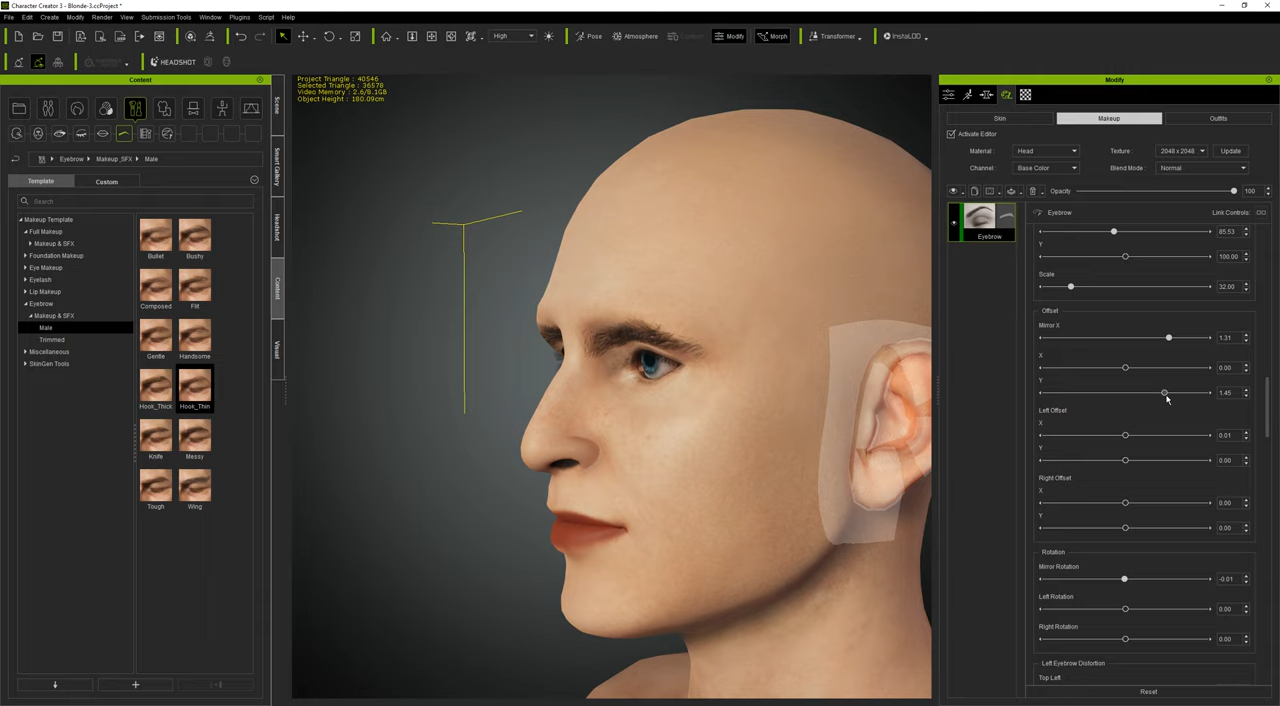 Character Creator 3 - Blonde-3.ccProject *
File Edit Create Modify Render View Submission Tools Window Plugins Script Help
High Pose Atmosphere Modify Morph Transformer InstaLOD
HEADSHOT
Content
Eyebrow Makeup_SFX Male
Template Custom
Search
Makeup Template
Full Makeup
Makeup & SFX
Foundation Makeup
Eye Makeup
Eyelash
Lip Makeup
Eyebrow
Makeup & SFX
Male
Trimmed
Miscellaneous
SkinGen Tools
Bullet Bushy
Composed Flit
Gentle Handsome
Hook_Thick Hook_Thin
Knife Messy
Tough Wing
Scene
Smart Gallery
Headshot
Content
Visual
Project Triangle : 40546
Selected Triangle : 36578
Video Memory : 2.6/8.1GB
Object Height : 180.09cm
Modify
Skin Makeup Outfits
Activate Editor
Material : Head Texture : 2048 x 2048 Update
Channel : Base Color Blend Mode : Normal
Opacity 100
Eyebrow
Eyebrow Link Controls:
85.53
Y
100.00
Scale
32.00
Offset
Mirror X
1.31
X
0.00
Y
1.45
Left Offset
X
0.01
Y
0.00
Right Offset
X
0.00
Y
0.00
Rotation
Mirror Rotation
-0.01
Left Rotation
0.00
Right Rotation
0.00
Left Eyebrow Distortion
Top Left
Reset